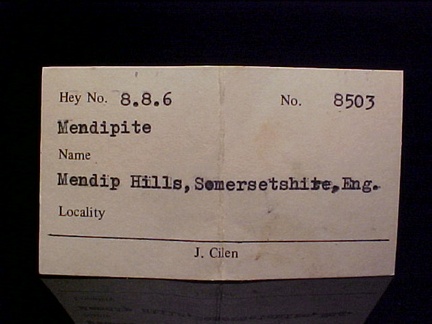 Hey No. 8.8.6 No. 8503
Mendipite
Name
Mendip Hills, Somersetshire, Eng.
Locality
J. Cilen